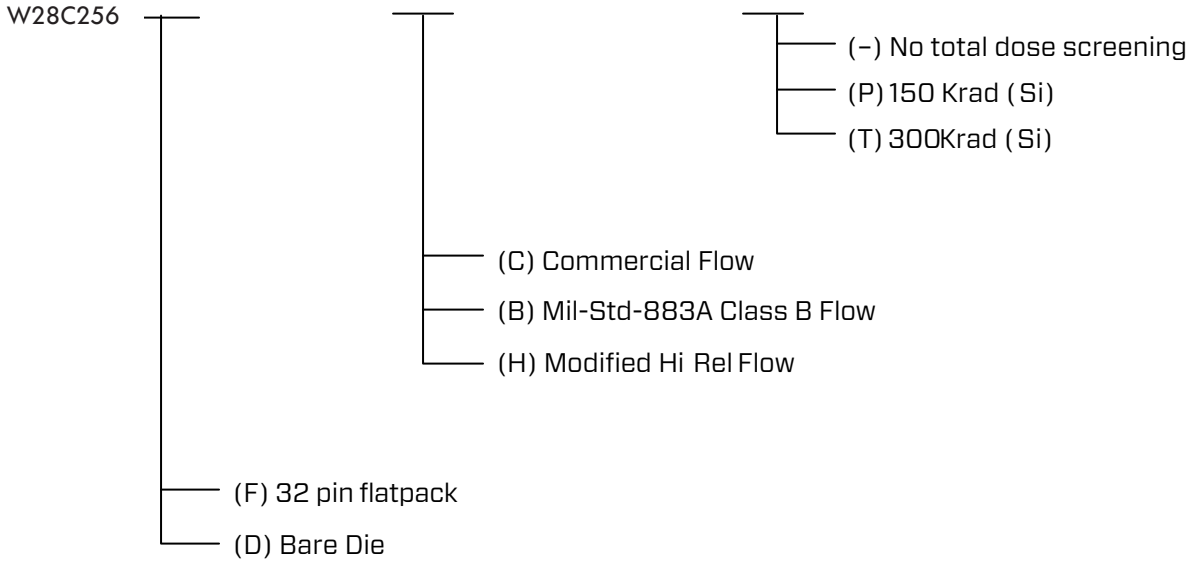 W28C256
(-) No total dose screening
(P) 150 Krad (Si)
(T) 300Krad (Si)
(C) Commercial Flow
(B) Mil-Std-883A Class B Flow
(H) Modified Hi Rel Flow
(F) 32 pin flatpack
(D) Bare Die